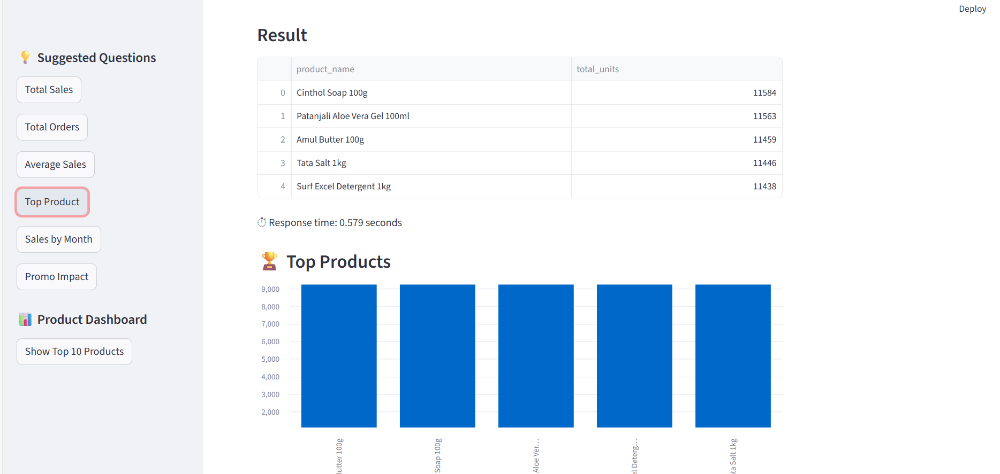 Deploy
💡 Suggested Questions
Total Sales
Total Orders
Average Sales
Top Product
Sales by Month
Promo Impact
📊 Product Dashboard
Show Top 10 Products
Result
product_name total_units
0 Cinthol Soap 100g 11584
1 Patanjali Aloe Vera Gel 100ml 11563
2 Amul Butter 100g 11459
3 Tata Salt 1kg 11446
4 Surf Excel Detergent 1kg 11438
⏱ Response time: 0.579 seconds
🏆 Top Products
9,000
8,000
7,000
6,000
5,000
4,000
3,000
2,000
Butter 100g
Soap 100g
Aloe Ver…
el Deterg…
ta Salt 1kg